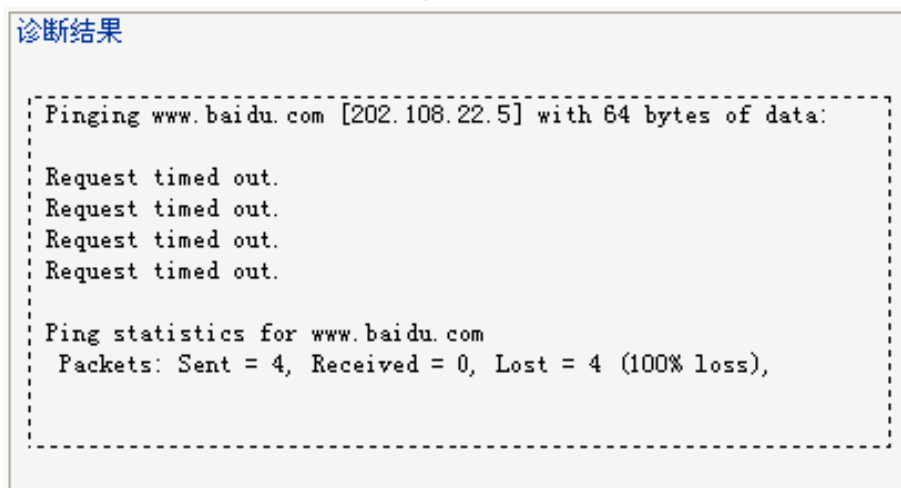 诊断结果
Pinging www.baidu.com [202.108.22.5] with 64 bytes of data:
Request timed out.
Request timed out.
Request timed out.
Request timed out.
Ping statistics for www.baidu.com
Packets: Sent = 4, Received = 0, Lost = 4 (100% loss),